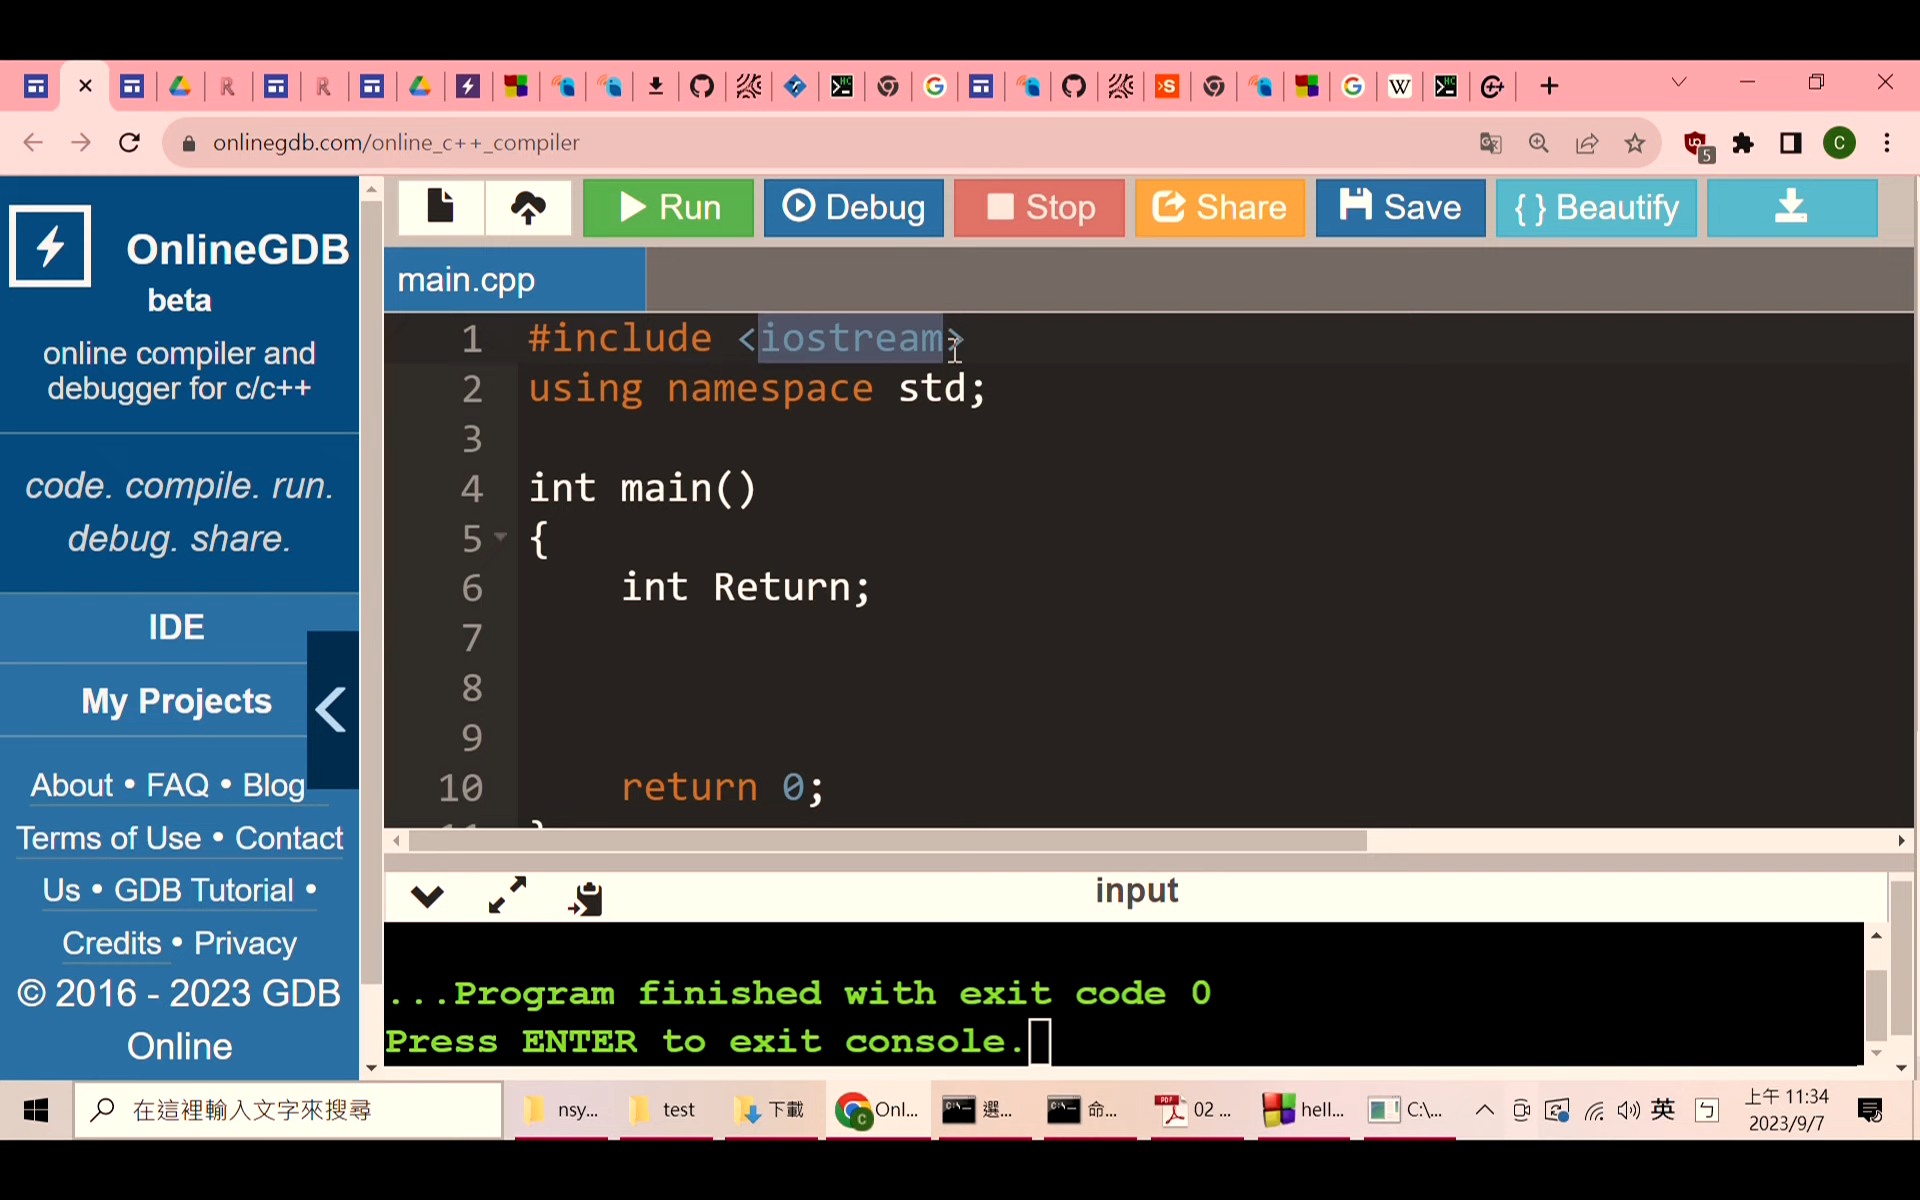 onlinegdb.com/online_c++_compiler
5
C
OnlineGDB
beta
online compiler and
debugger for c/c++
code. compile. run.
debug. share.
IDE
My Projects
About • FAQ • Blog
Terms of Use • Contact
Us • GDB Tutorial •
Credits • Privacy
© 2016 - 2023 GDB
Online
Run
Debug
Stop
Share
Save
{ } Beautify
main.cpp
1 #include <iostream>
2 using namespace std;
3
4 int main()
5 {
6 int Return;
7
8
9
10 return 0;
input
...Program finished with exit code 0
Press ENTER to exit console.
在這裡輸入文字來搜尋
nsy...
test
下載
Onl...
選...
命...
02 ...
hell...
C:\...
英
上午 11:34
2023/9/7